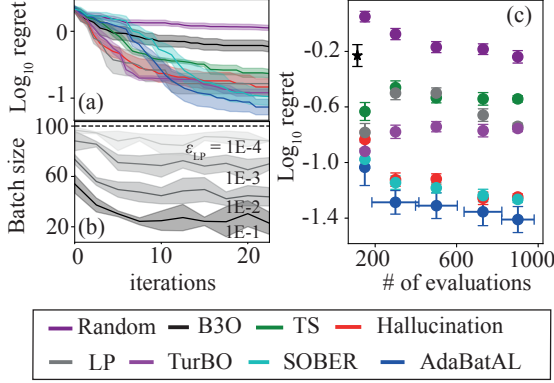 Log₁₀ regret
0
-1
(a)
Batch size
100
60
20
ε_LP = 1E-4
1E-3
1E-2
1E-1
(b)
0 10 20
iterations
(c)
Log₁₀ regret
-0.2
-0.6
-1.0
-1.4
200 600 1000
# of evaluations
Random B3O TS Hallucination
LP TurBO SOBER AdaBatAL